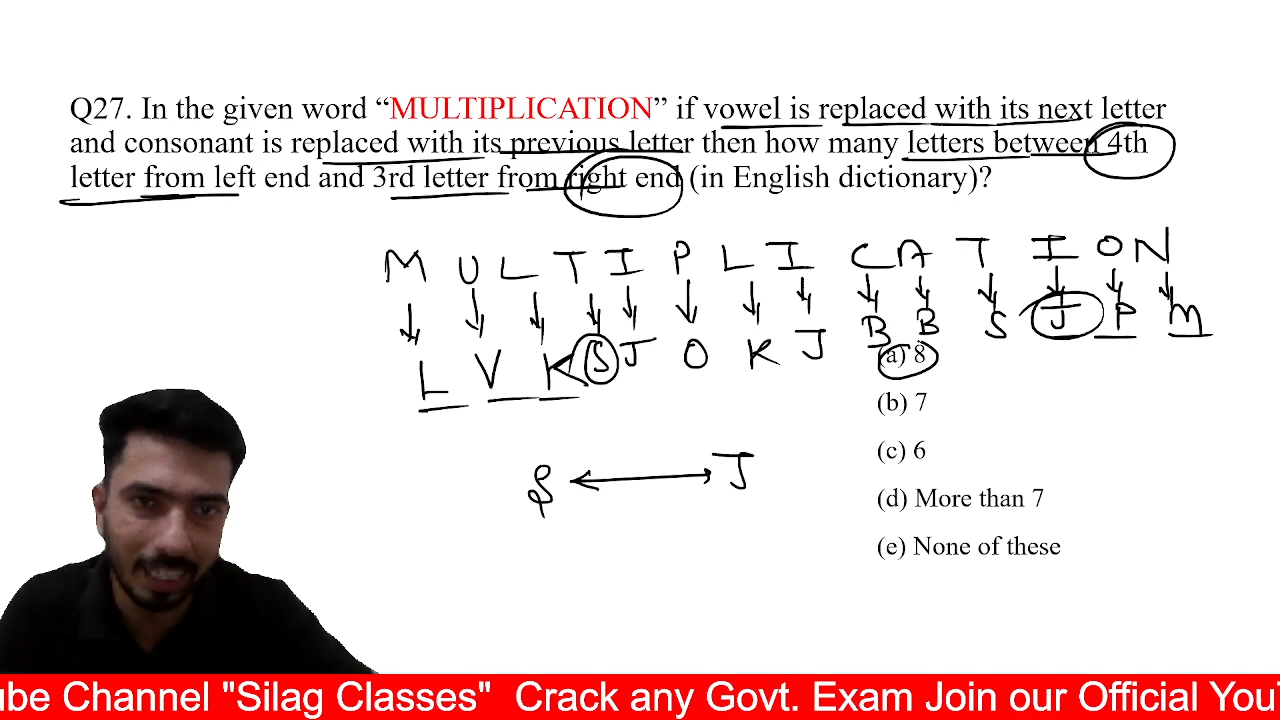 Q27. In the given word “MULTIPLICATION” if vowel is replaced with its next letter
and consonant is replaced with its previous letter then how many letters between 4th
letter from left end and 3rd letter from right end (in English dictionary)?
M U L T I P L I C A T I O N
B B S J P M
L V K S J O K J
(a) 8
(b) 7
(c) 6
S J
(d) More than 7
(e) None of these
ube Channel "Silag Classes" Crack any Govt. Exam Join our Official You